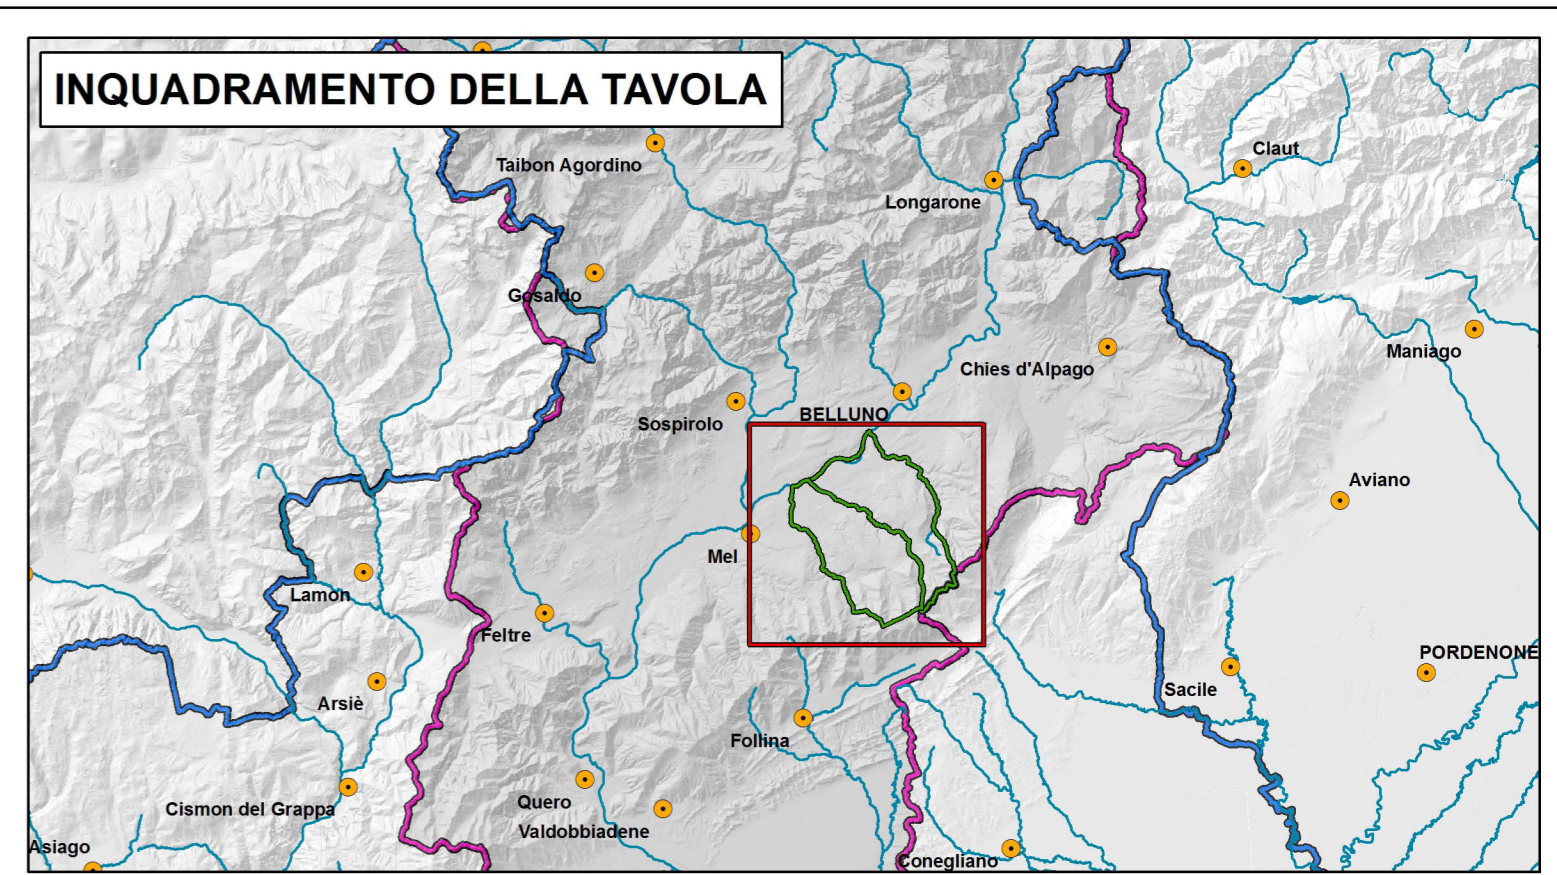 INQUADRAMENTO DELLA TAVOLA
Claut
Taibon Agordino
Longarone
Gosaldo
Maniago
Chies d'Alpago
BELLUNO
Sospirolo
Aviano
Mel
Lamon
Feltre
PORDENONE
Sacile
Arsiè
Follina
Quero
Cismon del Grappa
Valdobbiadene
Asiago
Conegliano